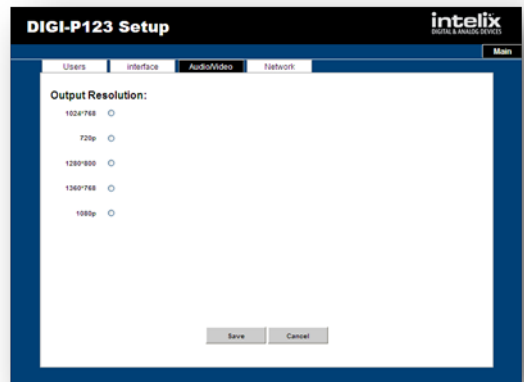 DIGI-P123 Setup
intelix
DIGITAL & ANALOG DEVICES
Main
Users Interface Audio/Video Network
Output Resolution:
1024*768
720p
1280*800
1360*768
1080p
Save Cancel